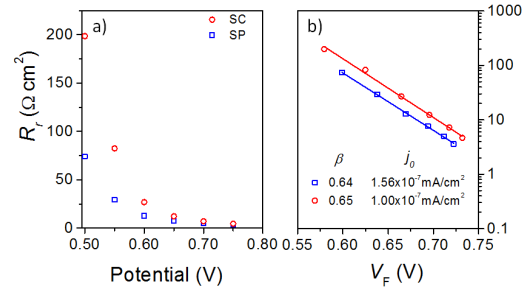 a)
SC
SP
200
150
100
50
0
R_r (Ω cm²)
0.50 0.55 0.60 0.65 0.70 0.75 0.80
Potential (V)
b)
1000
100
10
1
0.1
β j₀
0.64 1.56x10⁻⁷mA/cm²
0.65 1.00x10⁻⁷mA/cm²
0.55 0.60 0.65 0.70 0.75
V_F (V)